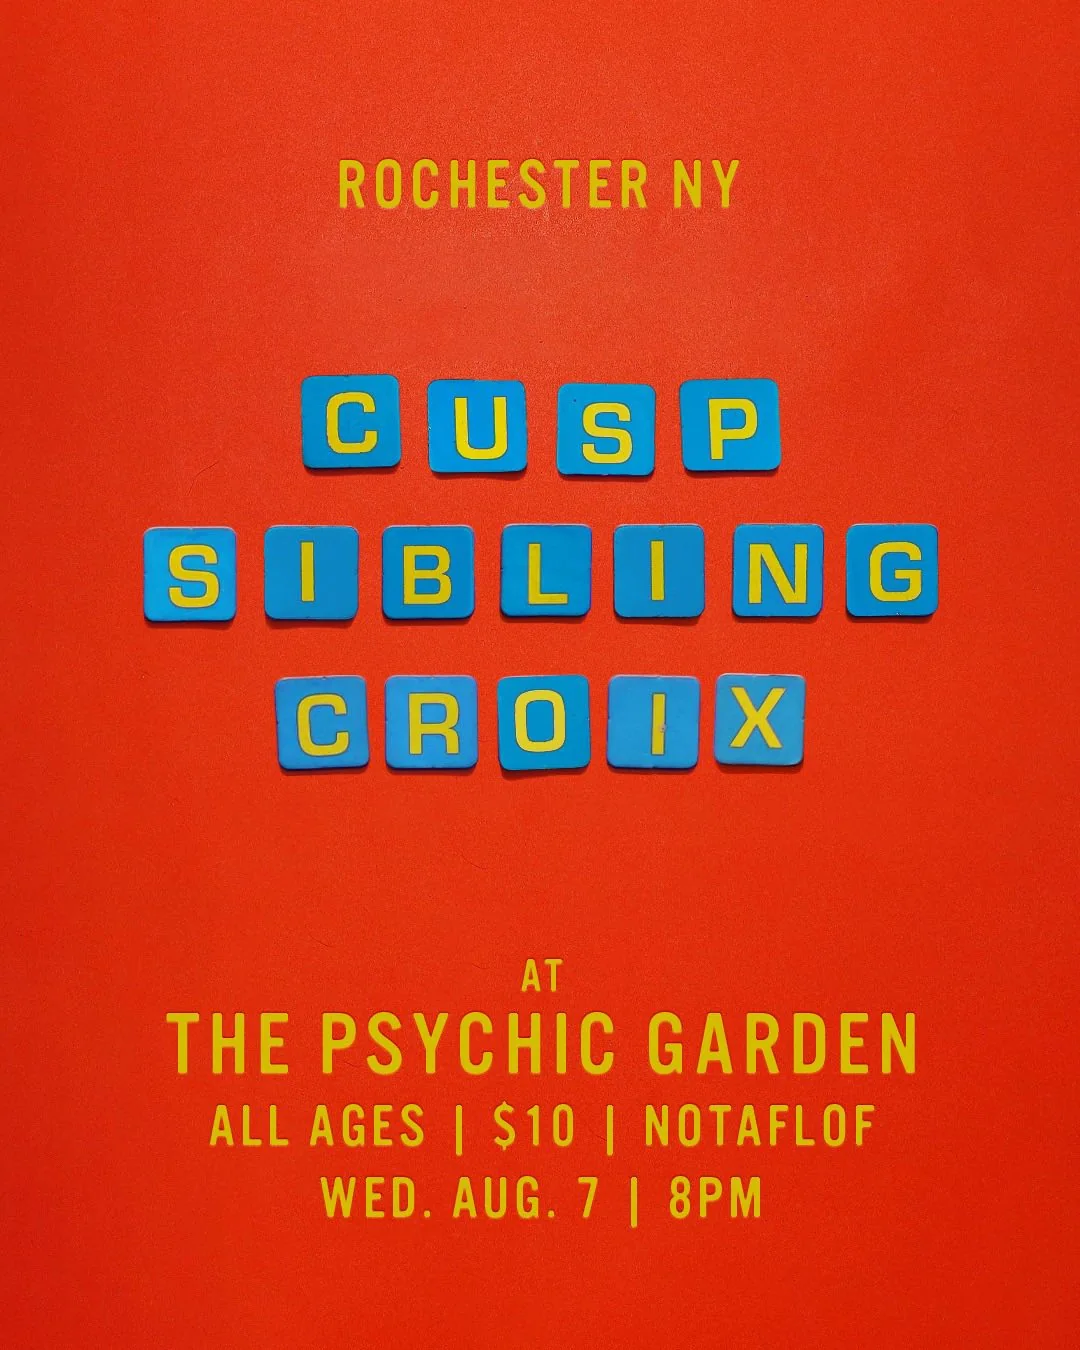 ROCHESTER NY
CUSP
SIBLING
CROIX
AT
THE PSYCHIC GARDEN
ALL AGES | $10 | NOTAFLOF
WED. AUG. 7 | 8PM